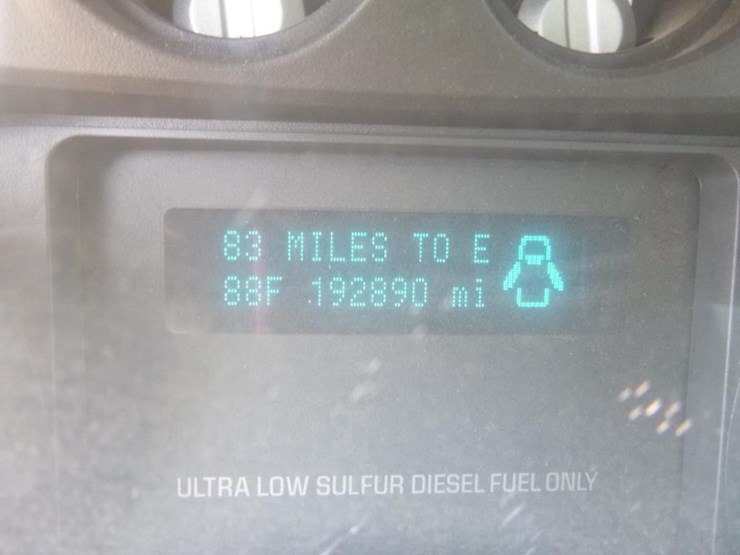 83 MILES TO E
88F 192890 mi
ULTRA LOW SULFUR DIESEL FUEL ONLY